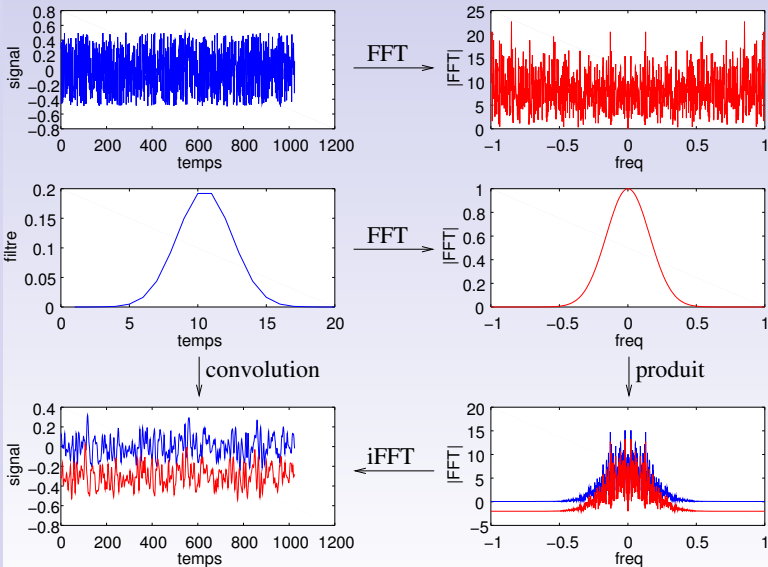 0.8
0.6
0.4
0.2
0
−0.2
−0.4
−0.6
−0.8
signal
0 200 400 600 800 1000 1200
temps
FFT
25
20
15
10
5
0
|FFT|
−1 −0.5 0 0.5 1
freq
0.2
0.15
0.1
0.05
0
filtre
0 5 10 15 20
temps
FFT
1
0.8
0.6
0.4
0.2
0
|FFT|
−1 −0.5 0 0.5 1
freq
convolution
produit
0.4
0.2
0
−0.2
−0.4
−0.6
−0.8
signal
0 200 400 600 800 1000 1200
temps
iFFT
20
15
10
5
0
−5
|FFT|
−1 −0.5 0 0.5 1
freq